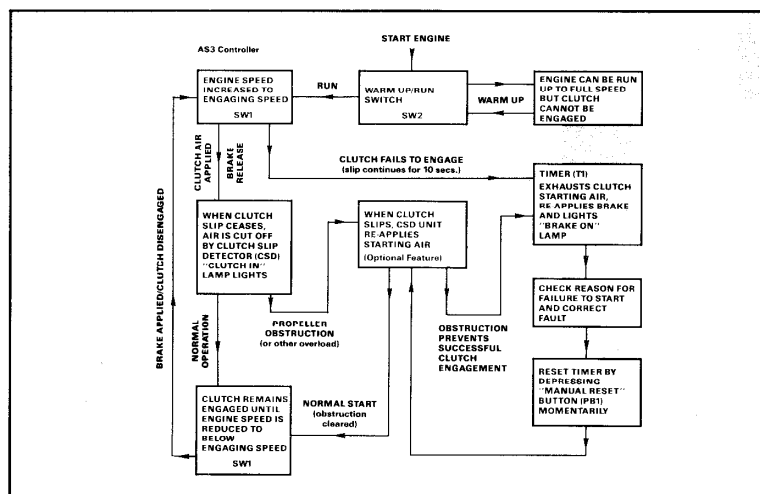 START ENGINE
AS3 Controller
ENGINE SPEED
INCREASED TO
ENGAGING SPEED
SW1
RUN
WARM UP/RUN
SWITCH
SW2
WARM UP
ENGINE CAN BE RUN
UP TO FULL SPEED
BUT CLUTCH
CANNOT BE
ENGAGED
CLUTCH AIR
APPLIED
BRAKE
RELEASE
CLUTCH FAILS TO ENGAGE
(slip continues for 10 secs.)
TIMER (T1)
EXHAUSTS CLUTCH
STARTING AIR,
RE-APPLIES BRAKE
AND LIGHTS
"BRAKE ON"
LAMP
WHEN CLUTCH
SLIP CEASES,
AIR IS CUT OFF
BY CLUTCH SLIP
DETECTOR (CSD)
"CLUTCH IN"
LAMP LIGHTS
WHEN CLUTCH
SLIPS, CSD UNIT
RE-APPLIES
STARTING AIR
(Optional Feature)
BRAKE APPLIED/CLUTCH DISENGAGED
NORMAL
OPERATION
PROPELLER
OBSTRUCTION
(or other overload)
OBSTRUCTION
PREVENTS
SUCCESSFUL
CLUTCH
ENGAGEMENT
CHECK REASON FOR
FAILURE TO START
AND CORRECT
FAULT
CLUTCH REMAINS
ENGAGED UNTIL
ENGINE SPEED IS
REDUCED TO
BELOW
ENGAGING SPEED
SW1
NORMAL START
(obstruction
cleared)
RESET TIMER BY
DEPRESSING
"MANUAL RESET"
BUTTON (PB1)
MOMENTARILY